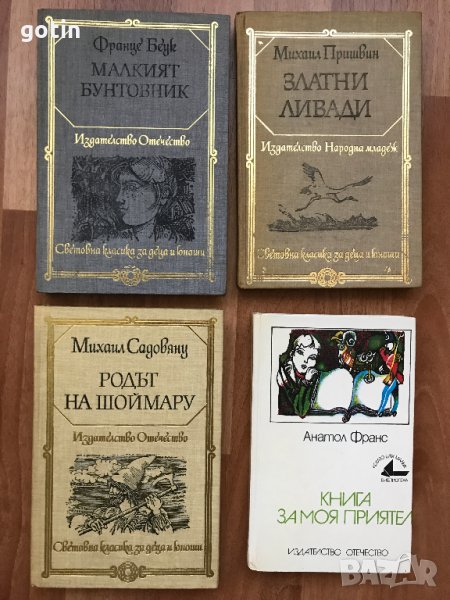 gotin
Франце Бевк
МАЛКИЯТ
БУНТОВНИК
Издателство Отечество
Световна класика за деца и юноши
Михаил Пришвин
ЗЛАТНИ
ЛИВАДИ
Издателство Народна младеж
Световна класика за деца и юноши
Михаил Садовяну
РОДЪТ
НА ШОЙМАРУ
Издателство Отечество
Световна класика за деца и юноши
Анатол Франс
БИБЛИОТЕКА
КНИГА
ЗА МОЯ ПРИЯТЕЛ
ИЗДАТЕЛСТВО ОТЕЧЕСТВО
BAZAR